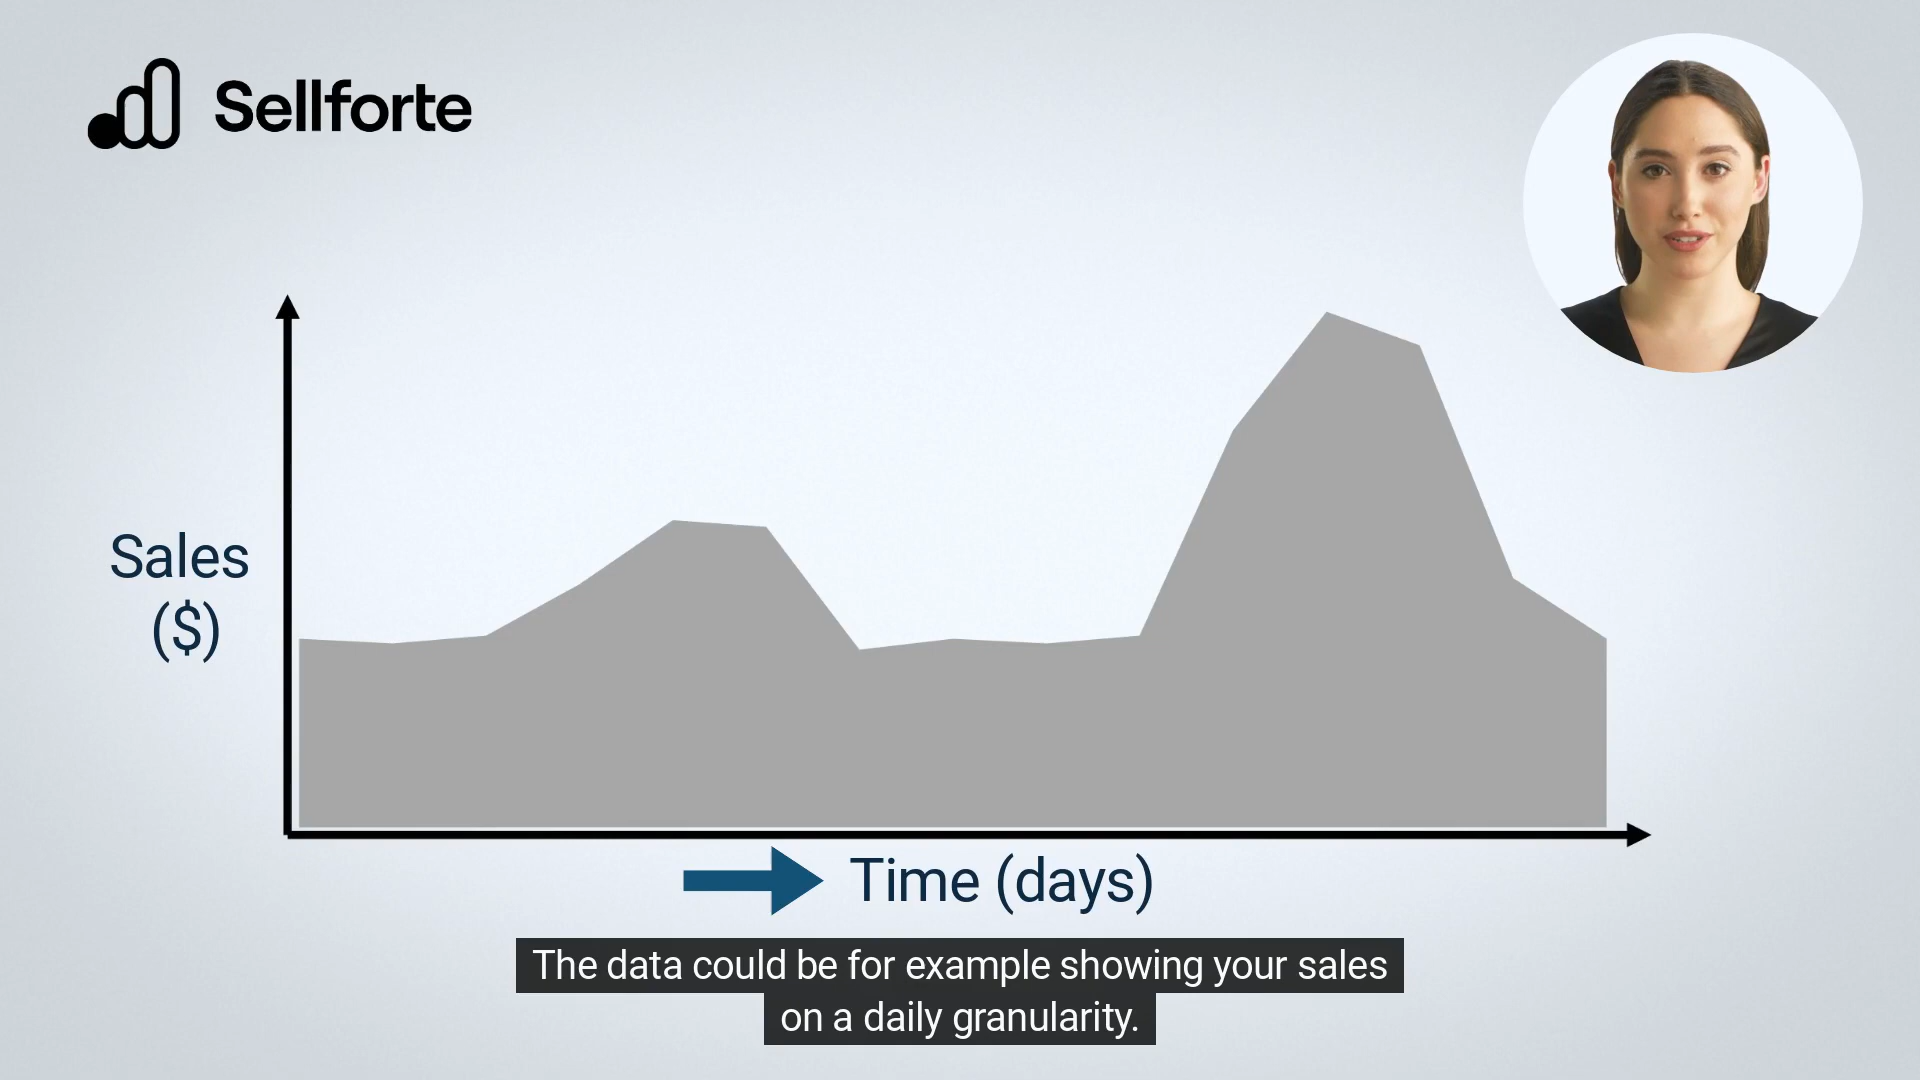 Sellforte
Sales
($)
Time (days)
The data could be for example showing your sales
on a daily granularity.